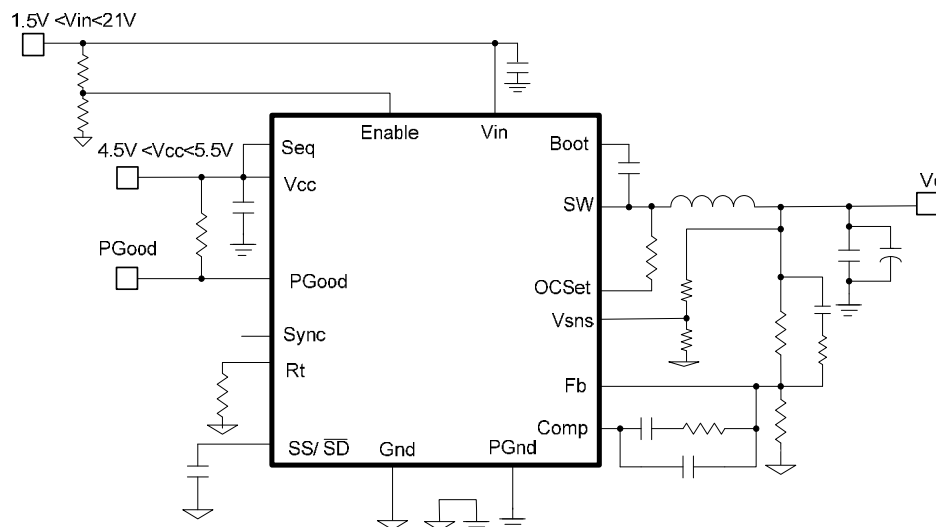 1.5V <Vin<21V
Enable
Vin
4.5V <Vcc<5.5V
Seq
Vcc
Boot
SW
PGood
PGood
OCSet
Vsns
Sync
Rt
Fb
Comp
SS/ SD
Gnd
PGnd